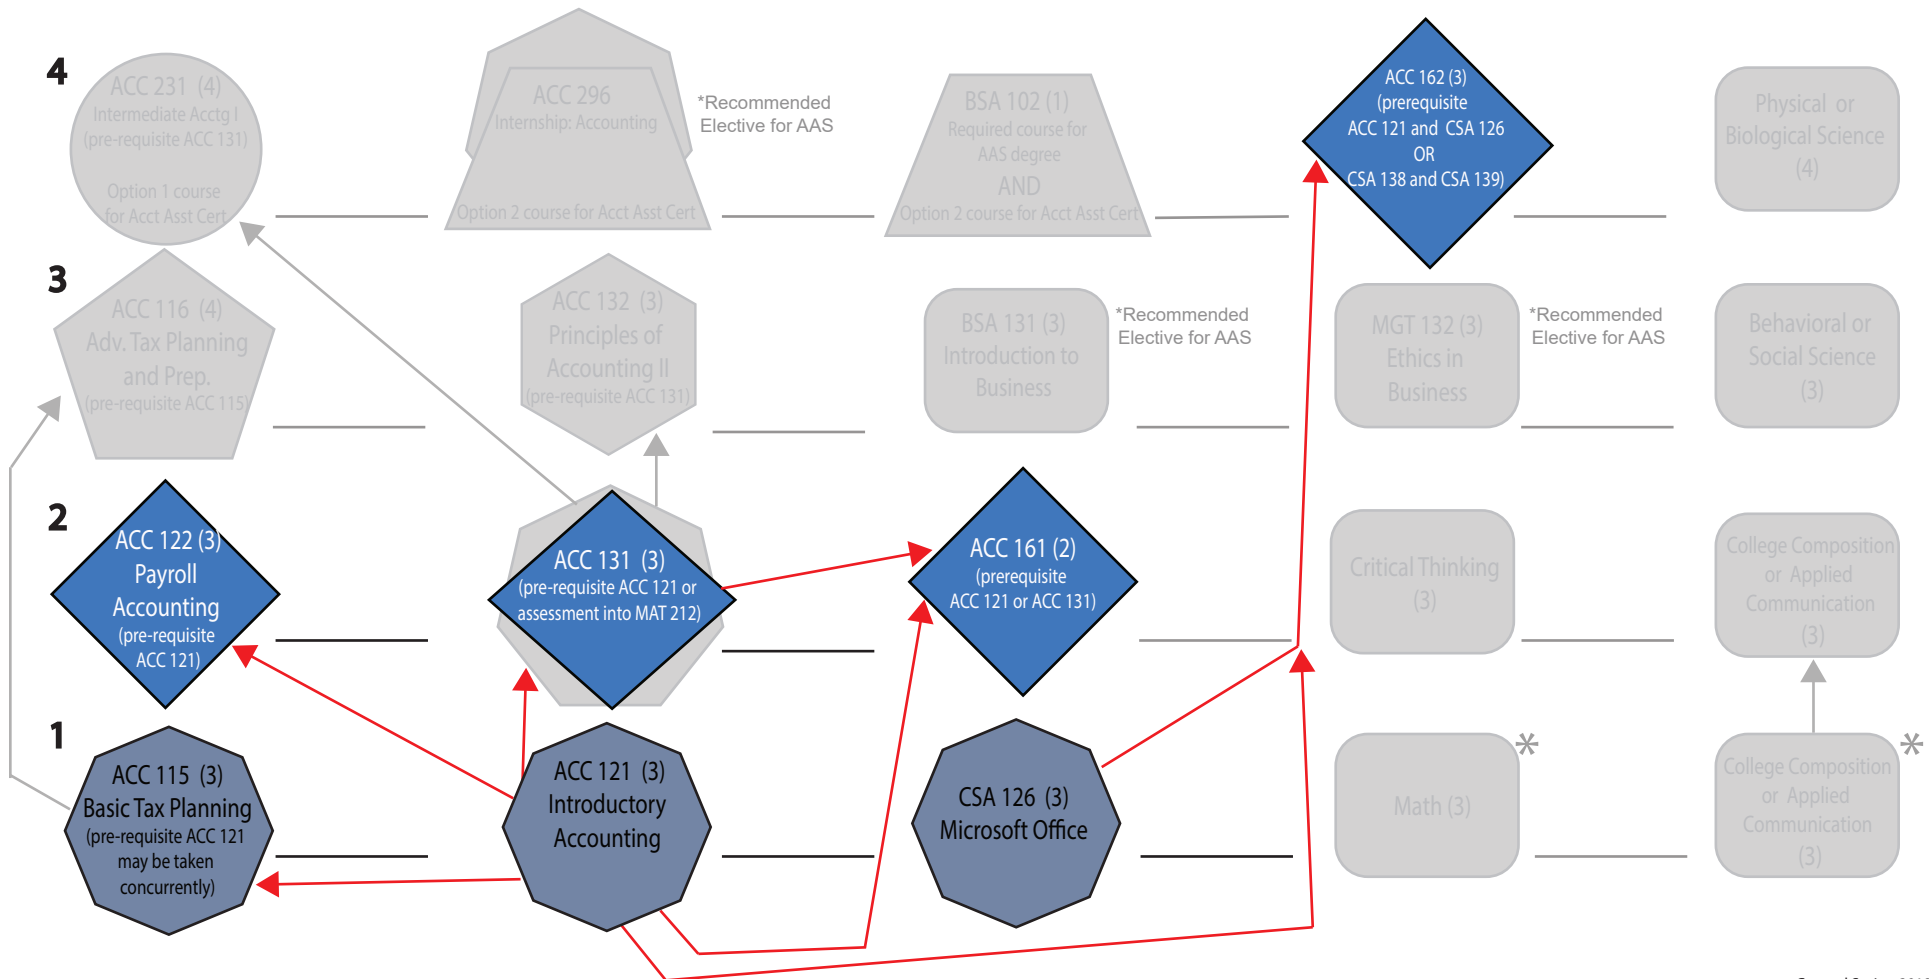 4
ACC 231 (4)
Intermediate Acctg I
(pre-requisite ACC 131)
Option 1 course
for Acct Asst Cert
ACC 296
Internship: Accounting
Option 2 course for Acct Asst Cert
*Recommended
Elective for AAS
BSA 102 (1)
Required course for
AAS degree
AND
Option 2 course for Acct Asst Cert
ACC 162 (3)
(prerequisite
ACC 121 and CSA 126
OR
CSA 138 and CSA 139)
Physical or
Biological Science
(4)
3
ACC 116 (4)
Adv. Tax Planning
and Prep.
(pre-requisite ACC 115)
ACC 132 (3)
Principles of
Accounting II
(pre-requisite ACC 131)
BSA 131 (3)
Introduction to
Business
*Recommended
Elective for AAS
MGT 132 (3)
Ethics in
Business
*Recommended
Elective for AAS
Behavioral or
Social Science
(3)
2
ACC 122 (3)
Payroll
Accounting
(pre-requisite
ACC 121)
ACC 131 (3)
(pre-requisite ACC 121 or
assessment into MAT 212)
ACC 161 (2)
(prerequisite
ACC 121 or ACC 131)
Critical Thinking
(3)
College Composition
or Applied
Communication
(3)
1
ACC 115 (3)
Basic Tax Planning
(pre-requisite ACC 121
may be taken
concurrently)
ACC 121 (3)
Introductory
Accounting
CSA 126 (3)
Microsoft Office
Math (3)
*
College Composition
or Applied
Communication
(3)
*